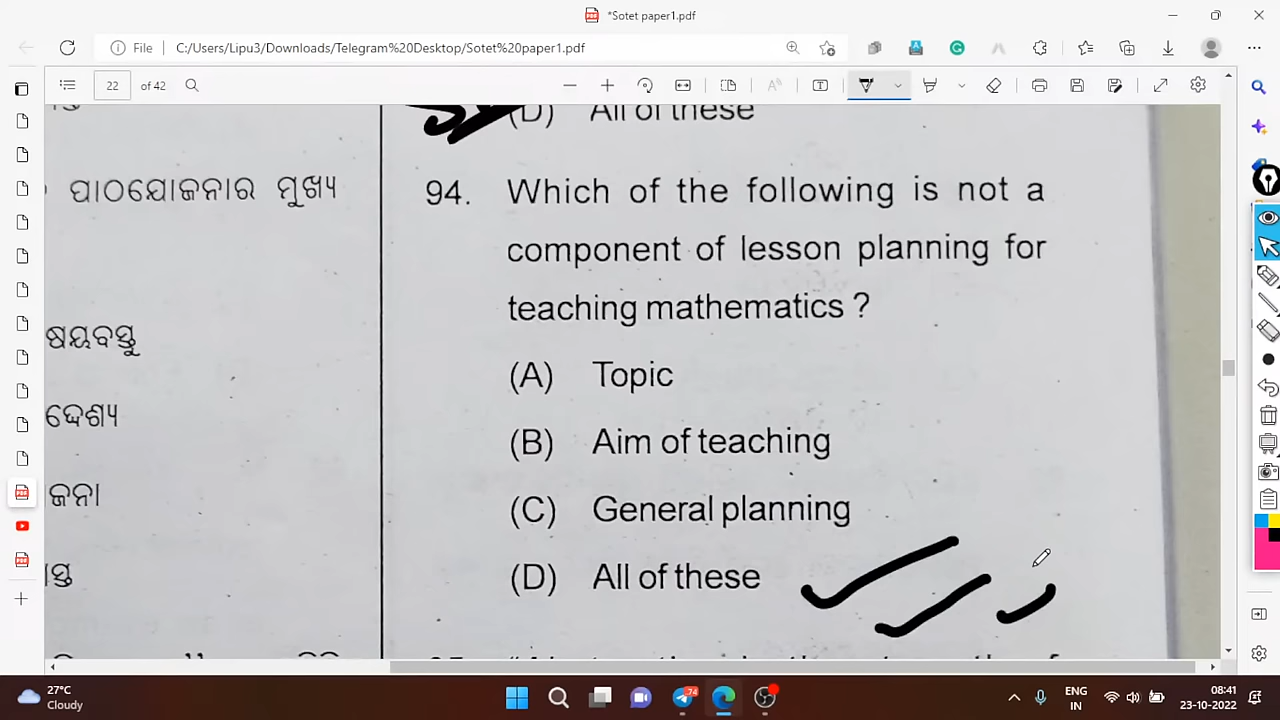 *Sotet paper1.pdf
File C:/Users/Lipu3/Downloads/Telegram%20Desktop/Sotet%20paper1.pdf
22 of 42
(D) All of these
ପାଠଯୋଜନାର ମୁଖ୍ୟ
94. Which of the following is not a
component of lesson planning for
teaching mathematics ?
ଷୟବସ୍ତୁ
(A) Topic
ଦ୍ଦେଶ୍ୟ
(B) Aim of teaching
ଜନା
(C) General planning
(D) All of these
74
27°C
Cloudy
ENG
IN
08:41
23-10-2022